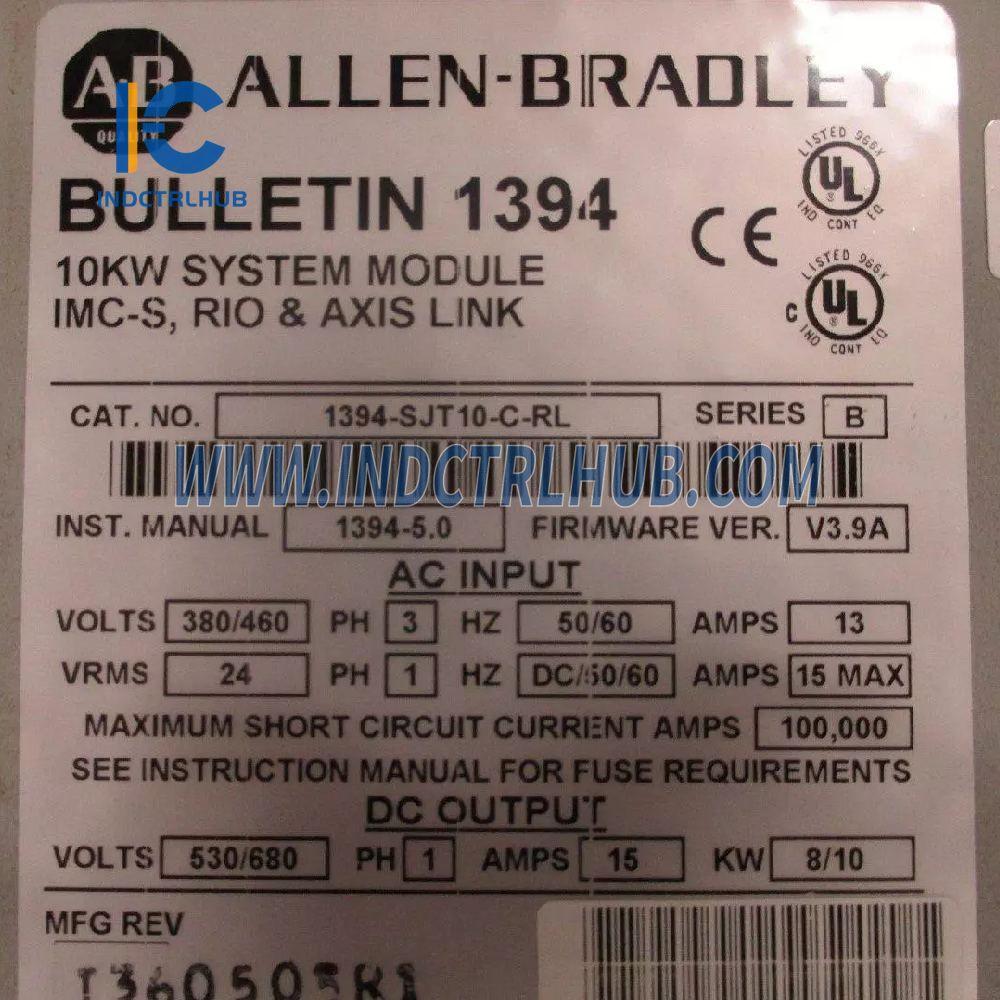 AB ALLEN-BRADLEY
QUALITY
INDCTRLHUB
BULLETIN 1394
10KW SYSTEM MODULE
IMC-S, RIO & AXIS LINK
CE
LISTED 966X
UL
IND CONT EQ
LISTED 966X
C UL
IND CONT EQ
CAT. NO. 1394-SJT10-C-RL SERIES B
WWW.INDCTRLHUB.COM
INST. MANUAL 1394-5.0 FIRMWARE VER. V3.9A
AC INPUT
VOLTS 380/460 PH 3 HZ 50/60 AMPS 13
VRMS 24 PH 1 HZ DC/50/60 AMPS 15 MAX
MAXIMUM SHORT CIRCUIT CURRENT AMPS 100,000
SEE INSTRUCTION MANUAL FOR FUSE REQUIREMENTS
DC OUTPUT
VOLTS 530/680 PH 1 AMPS 15 KW 8/10
MFG REV